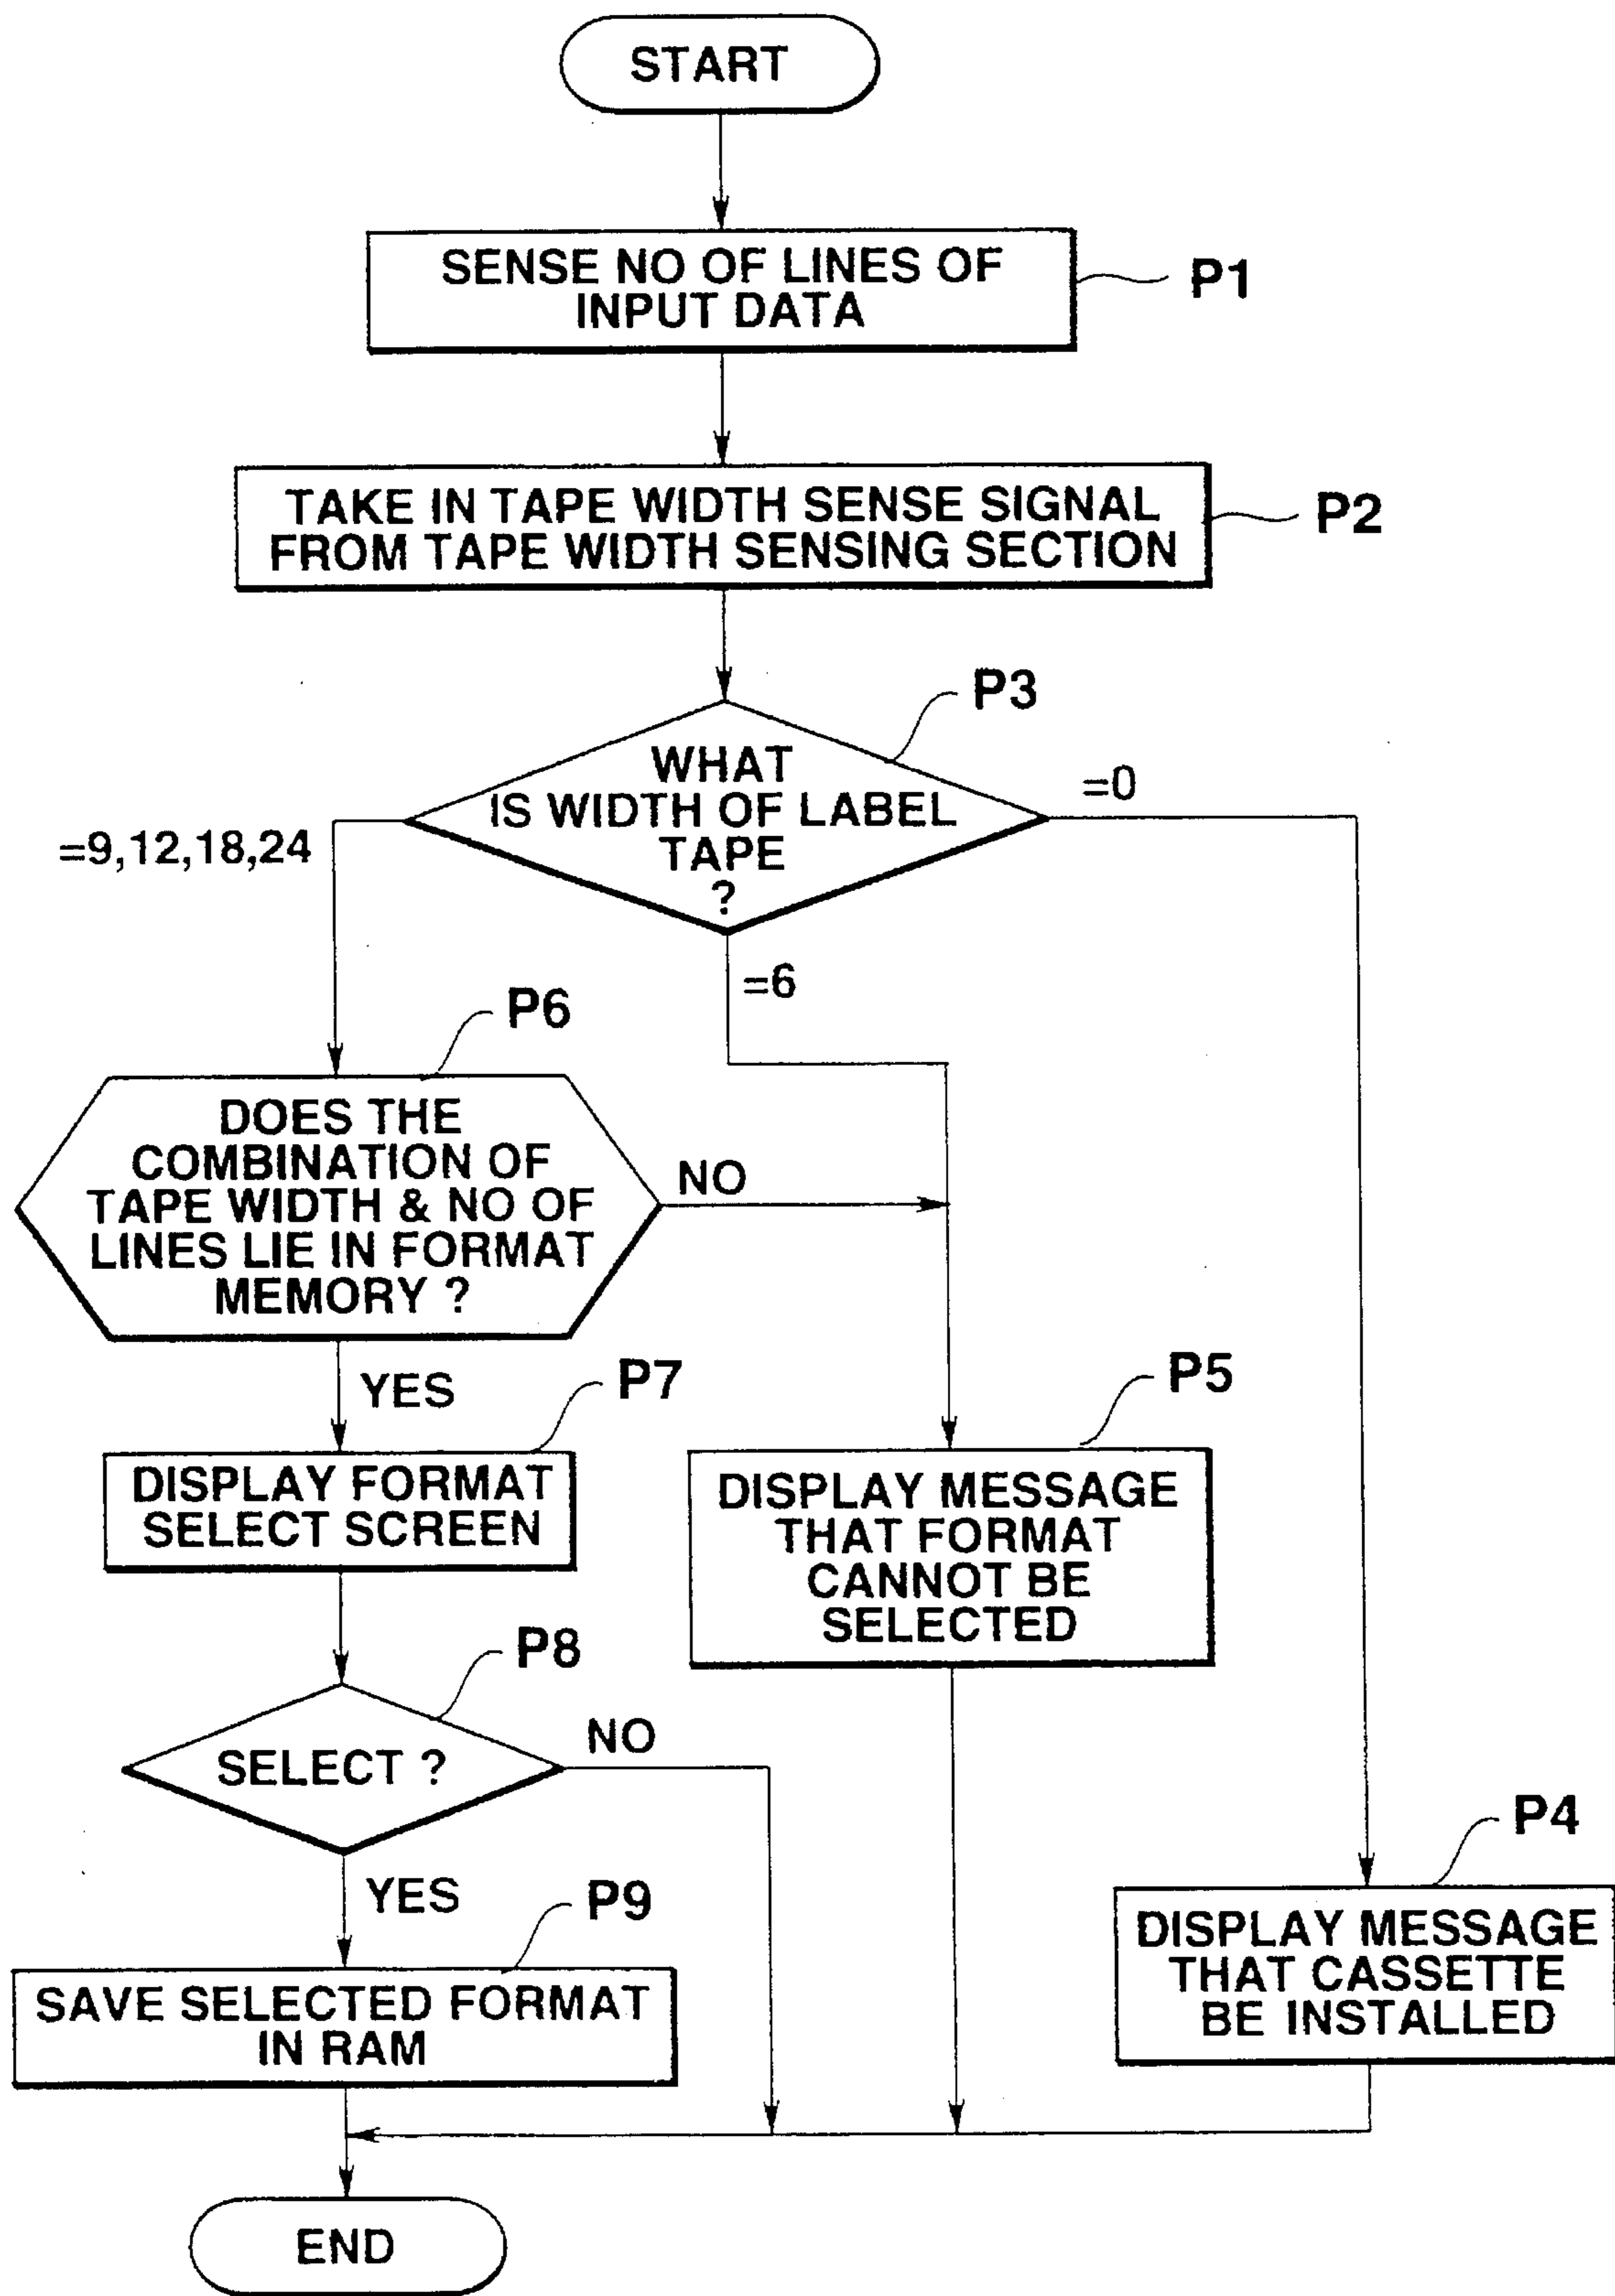 START
SENSE NO OF LINES OF
INPUT DATA
P1
TAKE IN TAPE WIDTH SENSE SIGNAL
FROM TAPE WIDTH SENSING SECTION
P2
P3
WHAT
IS WIDTH OF LABEL
TAPE
?
=0
=9,12,18,24
=6
P6
DOES THE
COMBINATION OF
TAPE WIDTH & NO OF
LINES LIE IN FORMAT
MEMORY ?
NO
YES
P7
DISPLAY FORMAT
SELECT SCREEN
P5
DISPLAY MESSAGE
THAT FORMAT
CANNOT BE
SELECTED
P8
SELECT ?
NO
YES
P9
SAVE SELECTED FORMAT
IN RAM
P4
DISPLAY MESSAGE
THAT CASSETTE
BE INSTALLED
END